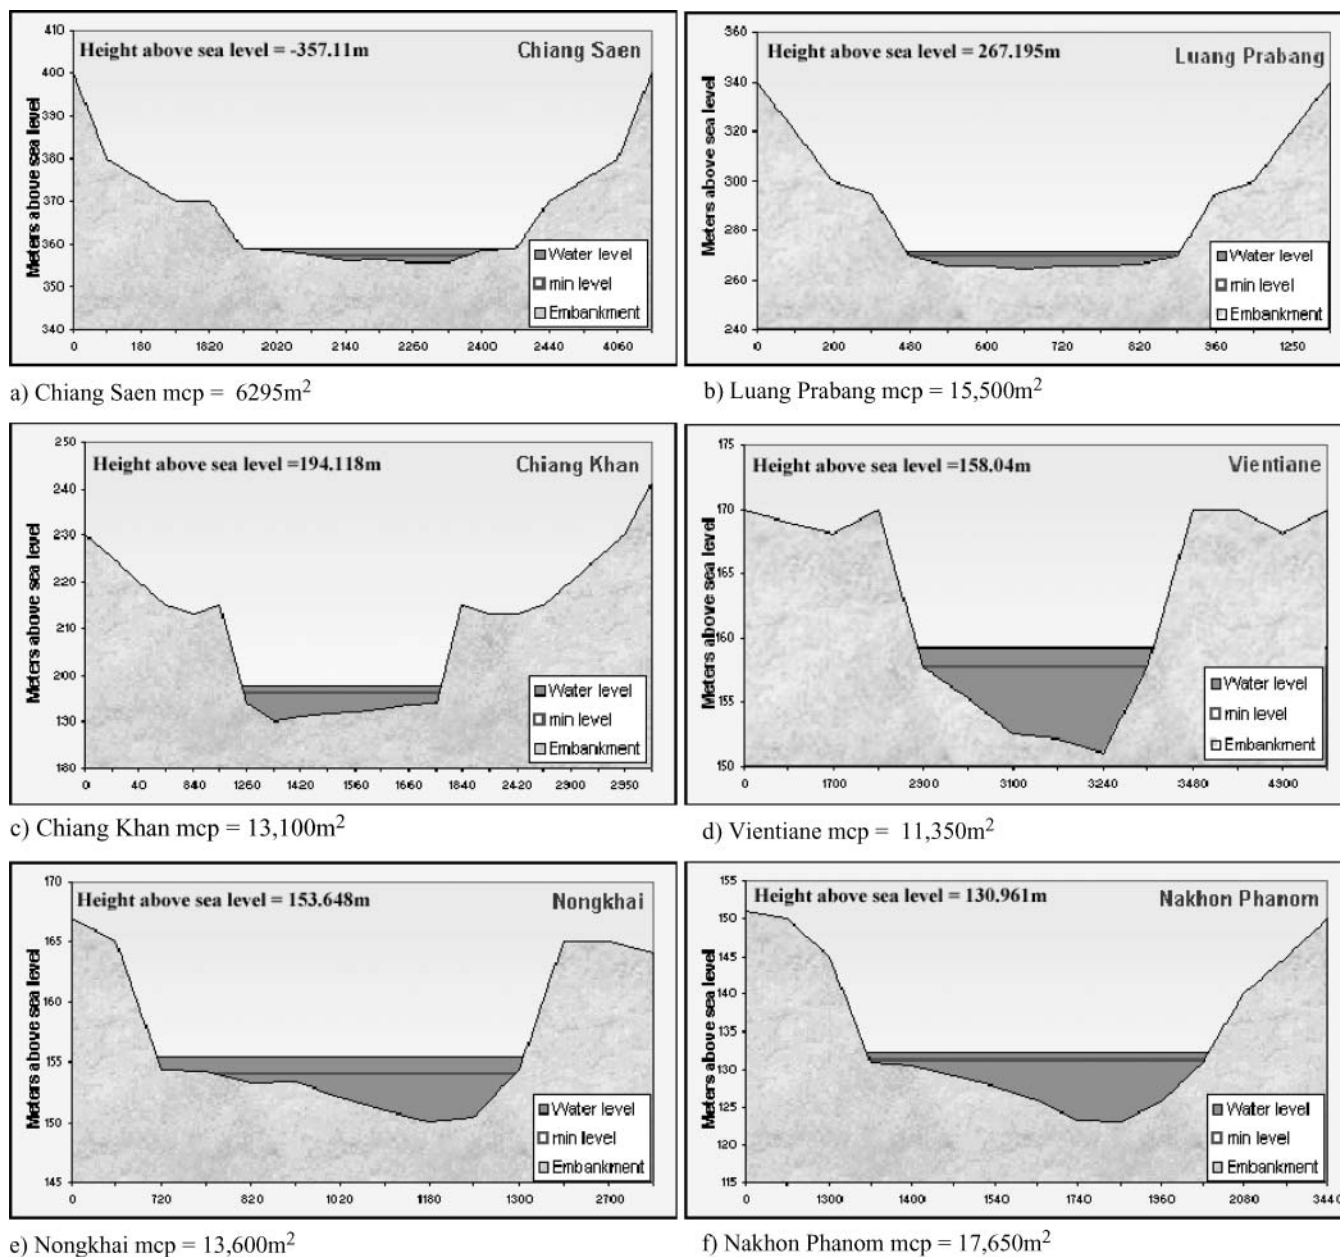 Height above sea level = -357.11m
Chiang Saen
Meters above sea level
410
400
390
380
370
360
350
340
0 180 1820 2020 2140 2260 2400 2440 4060
Water level
min level
Embankment
a) Chiang Saen mcp = 6295m²
Height above sea level = 267.195m
Luang Prabang
Meters above sea level
360
340
320
300
280
260
240
0 200 480 600 720 820 960 1250
Water level
min level
Embankment
b) Luang Prabang mcp = 15,500m²
Height above sea level =194.118m
Chiang Khan
Meters above sea level
250
240
230
220
210
200
190
180
0 40 840 1260 1420 1560 1660 1840 2420 2900 2950
Water level
min level
Embankment
c) Chiang Khan mcp = 13,100m²
Height above sea level =158.04m
Vientiane
Meters above sea level
175
170
165
160
155
150
0 1700 2900 3100 3240 3480 4300
Water level
min level
Embankment
d) Vientiane mcp = 11,350m²
Height above sea level = 153.648m
Nongkhai
Meters above sea level
170
165
160
155
150
145
0 720 820 1020 1180 1300 2700
Water level
min level
Embankment
e) Nongkhai mcp = 13,600m²
Height above sea level = 130.961m
Nakhon Phanom
Meters above sea level
155
150
145
140
135
130
125
120
115
0 1300 1400 1540 1740 1960 2080 3440
Water level
min level
Embankment
f) Nakhon Phanom mcp = 17,650m²